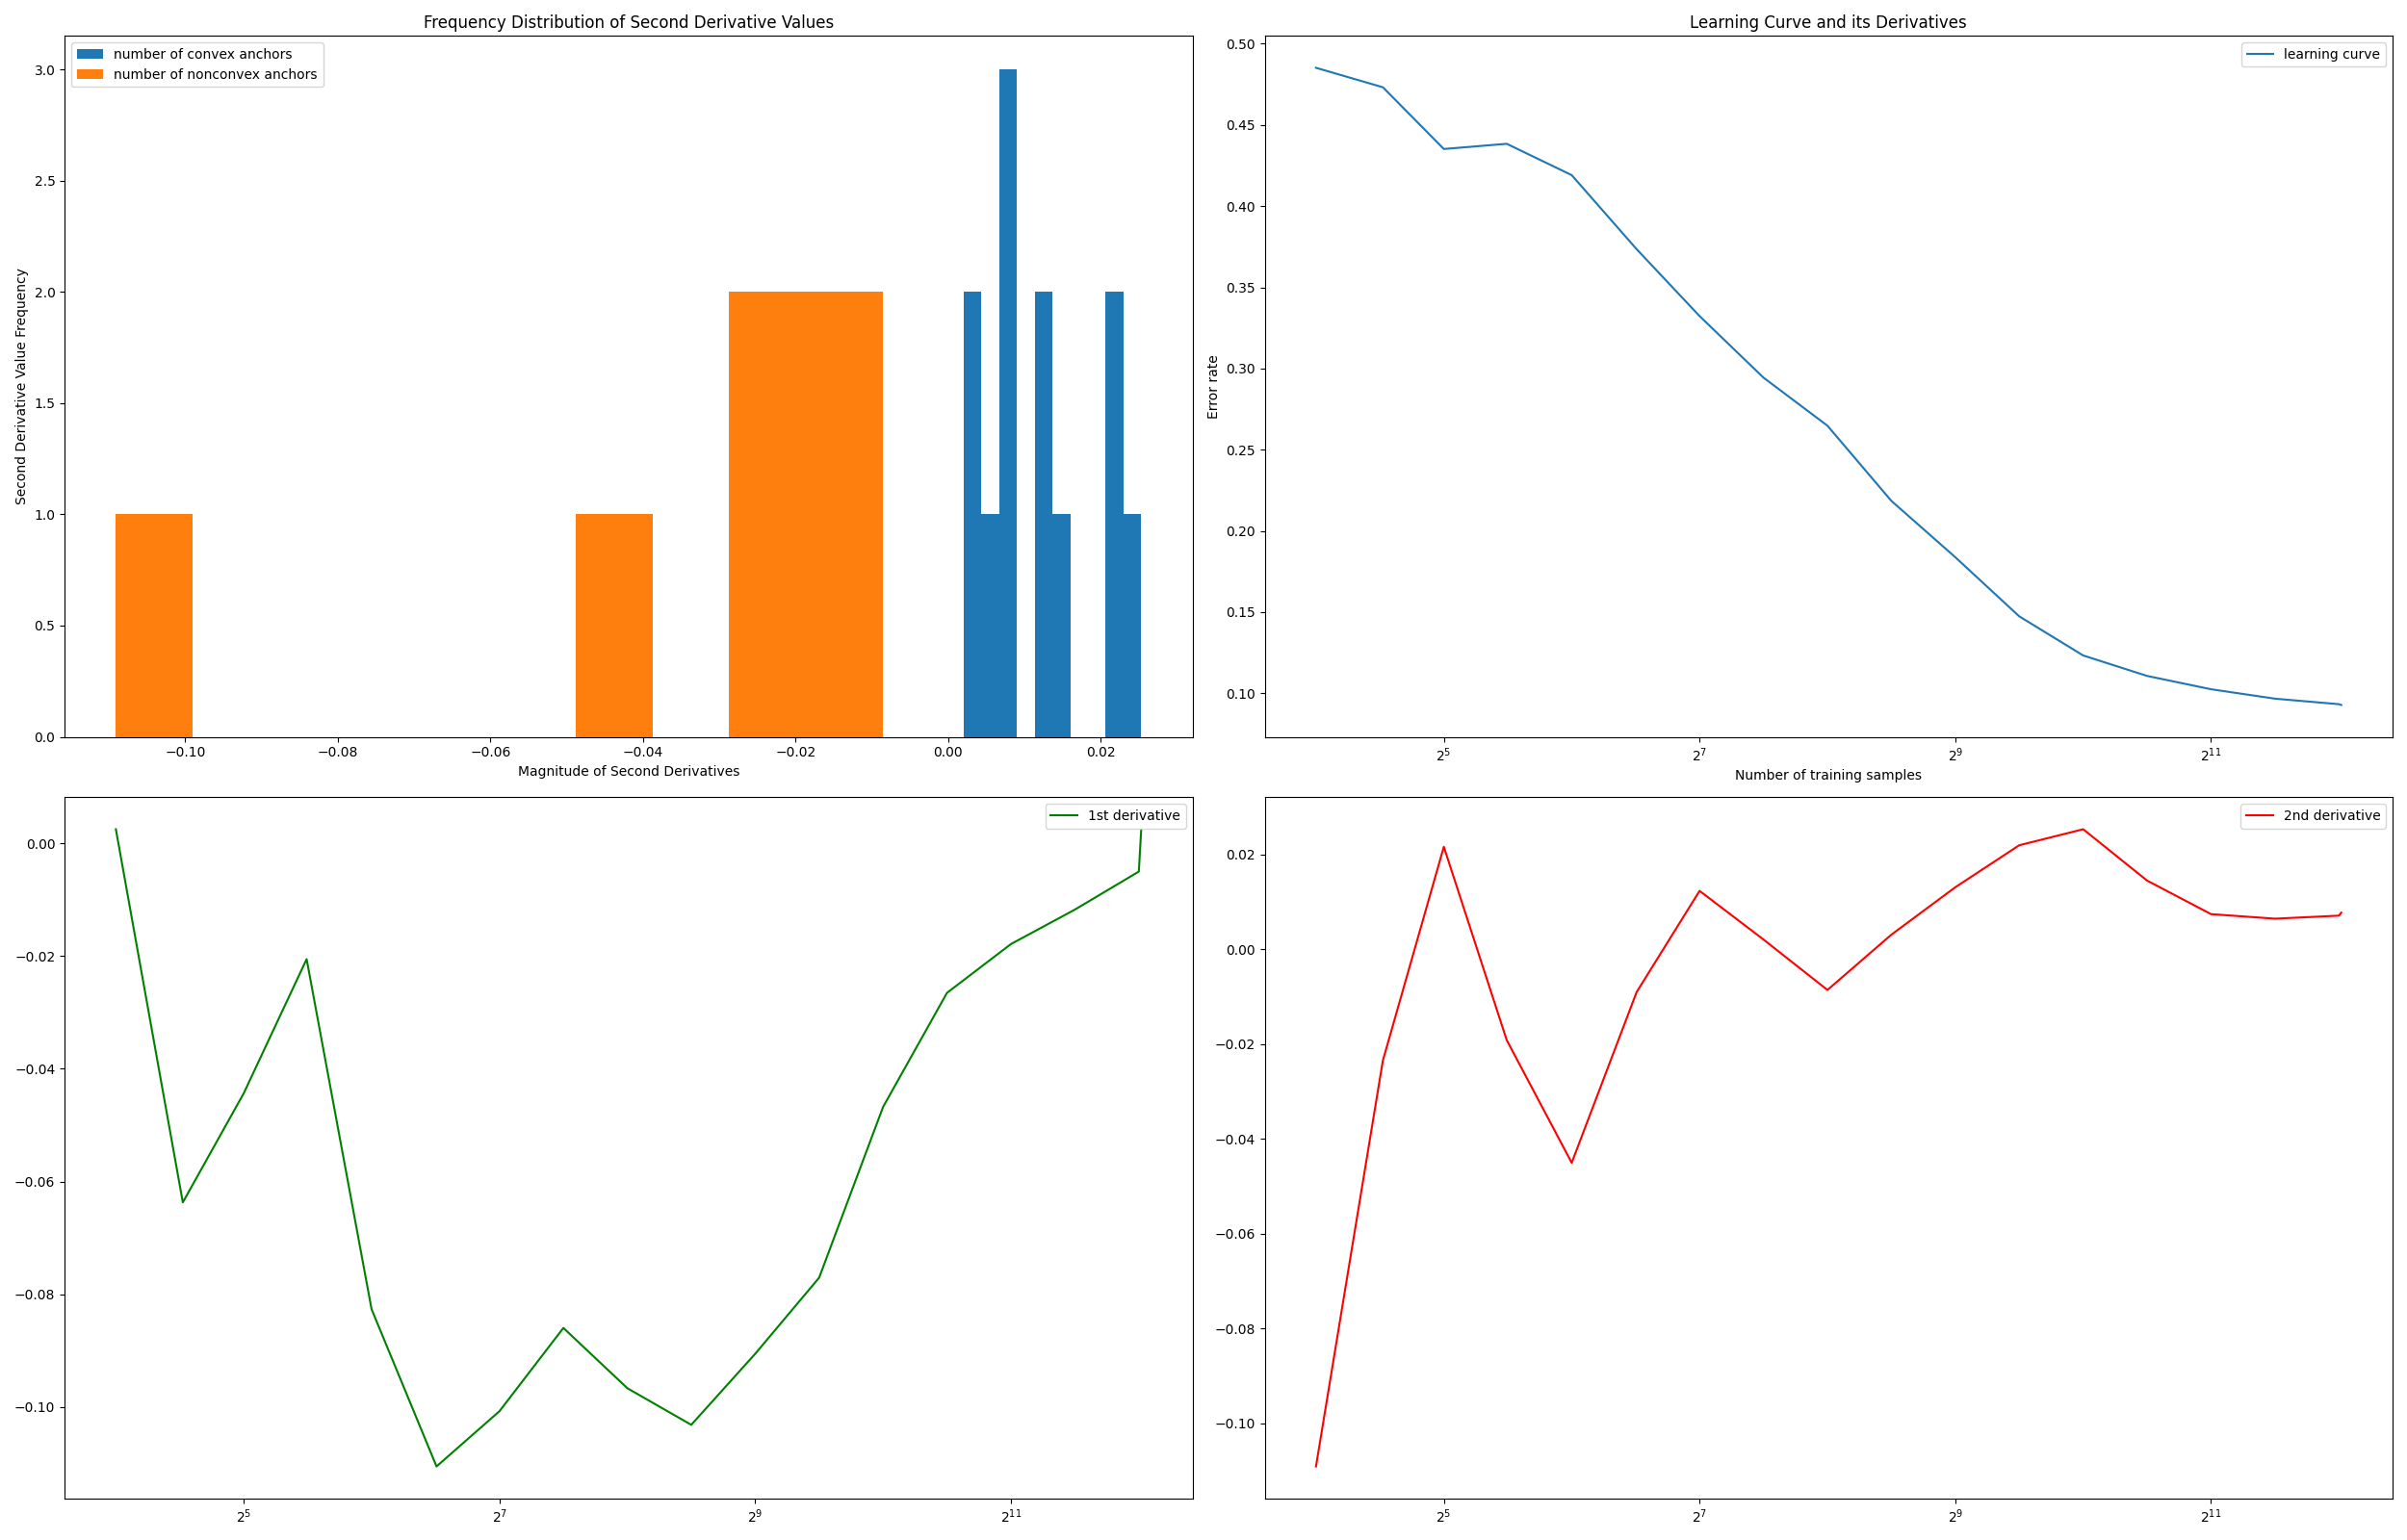 Frequency Distribution of Second Derivative Values
number of convex anchors
number of nonconvex anchors
3.0
2.5
2.0
1.5
1.0
0.5
0.0
Second Derivative Value Frequency
−0.10 −0.08 −0.06 −0.04 −0.02 0.00 0.02
Magnitude of Second Derivatives
Learning Curve and its Derivatives
learning curve
0.50
0.45
0.40
0.35
0.30
0.25
0.20
0.15
0.10
Error rate
2^5 2^7 2^9 2^11
Number of training samples
1st derivative
0.00
−0.02
−0.04
−0.06
−0.08
−0.10
2^5 2^7 2^9 2^11
2nd derivative
0.02
0.00
−0.02
−0.04
−0.06
−0.08
−0.10
2^5 2^7 2^9 2^11